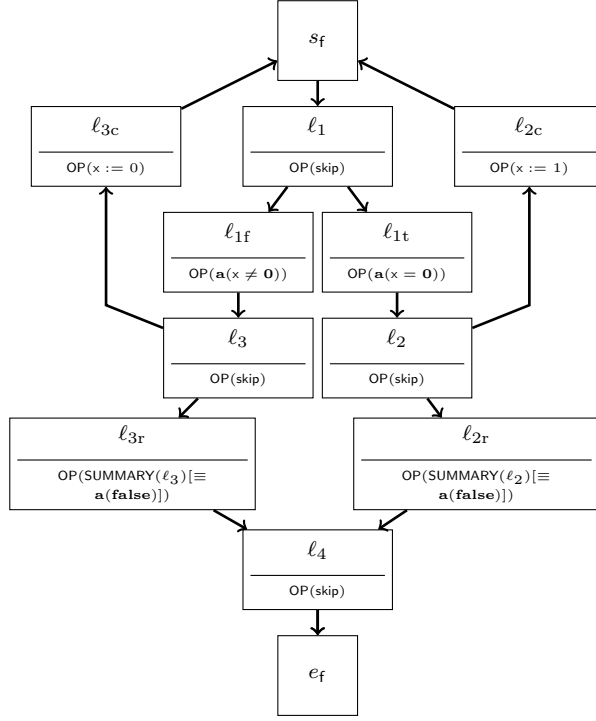 s_f
ℓ_3c
ℓ_1
ℓ_2c
OP(x := 0)
OP(skip)
OP(x := 1)
ℓ_1f
ℓ_1t
OP(a(x ≠ 0))
OP(a(x = 0))
ℓ_3
ℓ_2
OP(skip)
OP(skip)
ℓ_3r
ℓ_2r
OP(SUMMARY(ℓ_3)[≡
a(false)])
OP(SUMMARY(ℓ_2)[≡
a(false)])
ℓ_4
OP(skip)
e_f